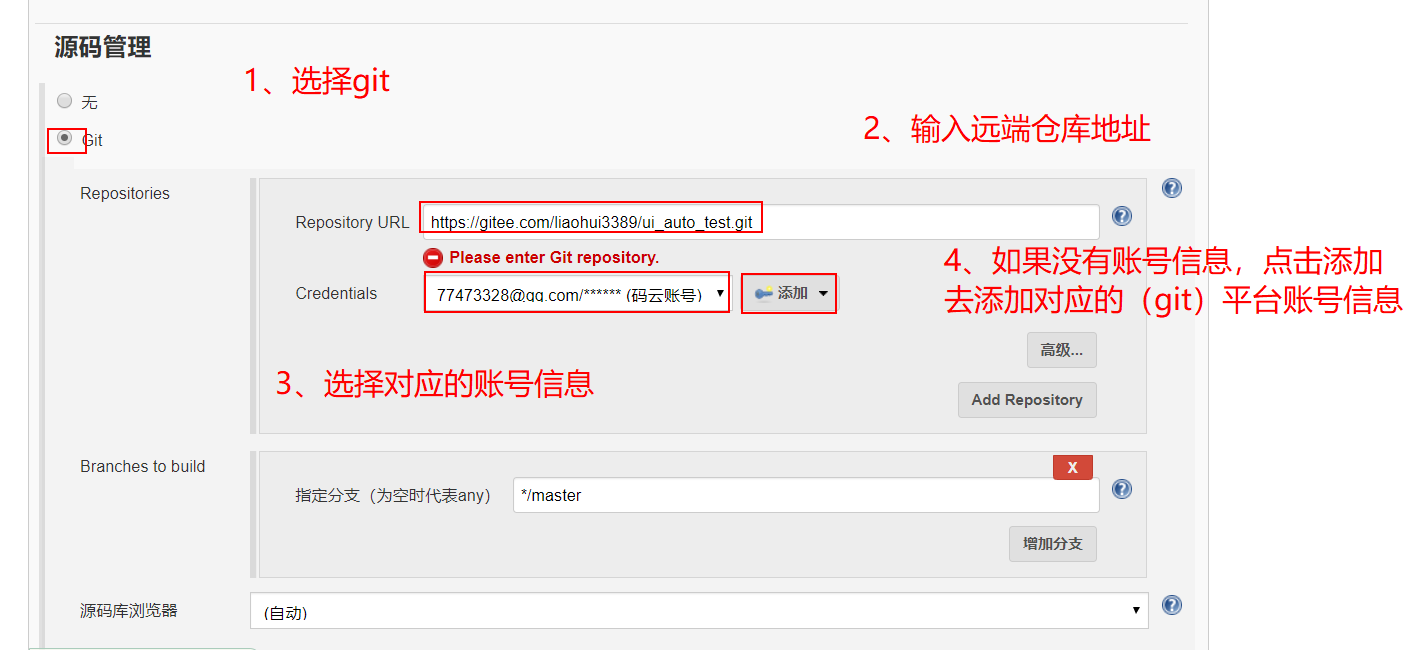 源码管理
1、选择git
无
2、输入远端仓库地址
Git
Repositories
Repository URL
https://gitee.com/liaohui3389/ui_auto_test.git
Please enter Git repository.
4、如果没有账号信息，点击添加
去添加对应的（git）平台账号信息
Credentials
77473328@qq.com/****** (码云账号)
添加
高级...
3、选择对应的账号信息
Add Repository
Branches to build
X
指定分支（为空时代表any）
*/master
增加分支
源码库浏览器
(自动)